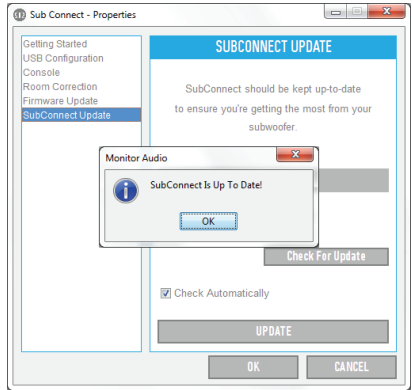 Sub Connect - Properties
Getting Started
USB Configuration
Console
Room Correction
Firmware Update
SubConnect Update
SUBCONNECT UPDATE
SubConnect should be kept up-to-date
to ensure you're getting the most from your
subwoofer.
Monitor Audio
SubConnect Is Up To Date!
OK
Check For Update
Check Automatically
UPDATE
OK
CANCEL